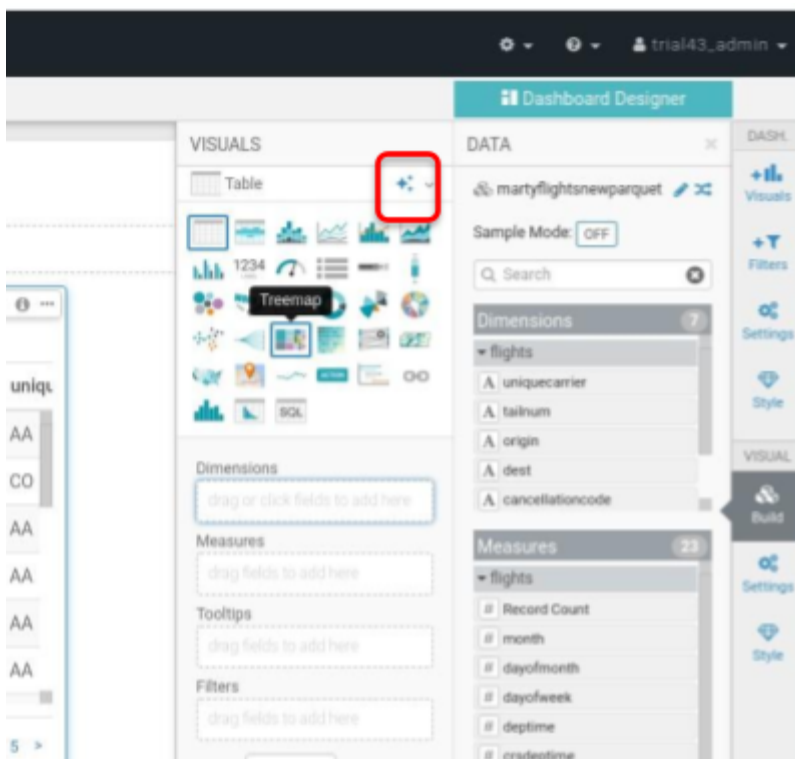 trial43_admin
Dashboard Designer
VISUALS
Table
1234
Treemap
ACTION
SQL
Dimensions
drag or click fields to add here
Measures
drag fields to add here
Tooltips
drag fields to add here
Filters
drag fields to add here
DATA
martyflightsnewparquet
Sample Mode: OFF
Search
Dimensions 7
flights
A uniquecarrier
A tailnum
A origin
A dest
A cancellationcode
Measures 23
flights
# Record Count
# month
# dayofmonth
# dayofweek
# deptime
# crsdeptime
DASH.
Visuals
Filters
Settings
Style
VISUAL
Build
Settings
Style
uniqu
AA
CO
AA
AA
AA
AA
5 >